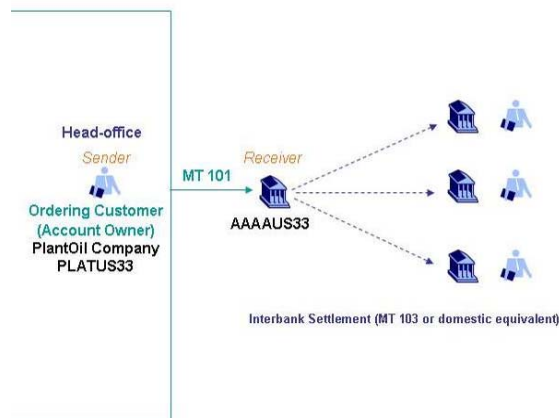 Head-office
Sender
Ordering Customer
(Account Owner)
PlantOil Company
PLATUS33
MT 101
Receiver
AAAAUS33
Interbank Settlement (MT 103 or domestic equivalent)